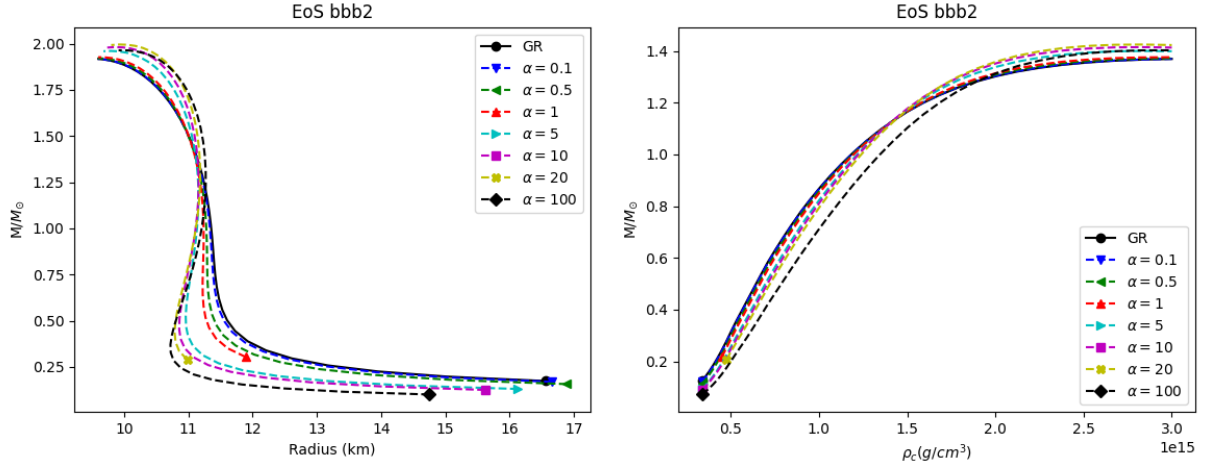 EoS bbb2
M/M⊙
2.00
1.75
1.50
1.25
1.00
0.75
0.50
0.25
10 11 12 13 14 15 16 17
Radius (km)
GR
α = 0.1
α = 0.5
α = 1
α = 5
α = 10
α = 20
α = 100
EoS bbb2
M/M⊙
1.4
1.2
1.0
0.8
0.6
0.4
0.2
0.5 1.0 1.5 2.0 2.5 3.0
1e15
ρc(g/cm³)
GR
α = 0.1
α = 0.5
α = 1
α = 5
α = 10
α = 20
α = 100